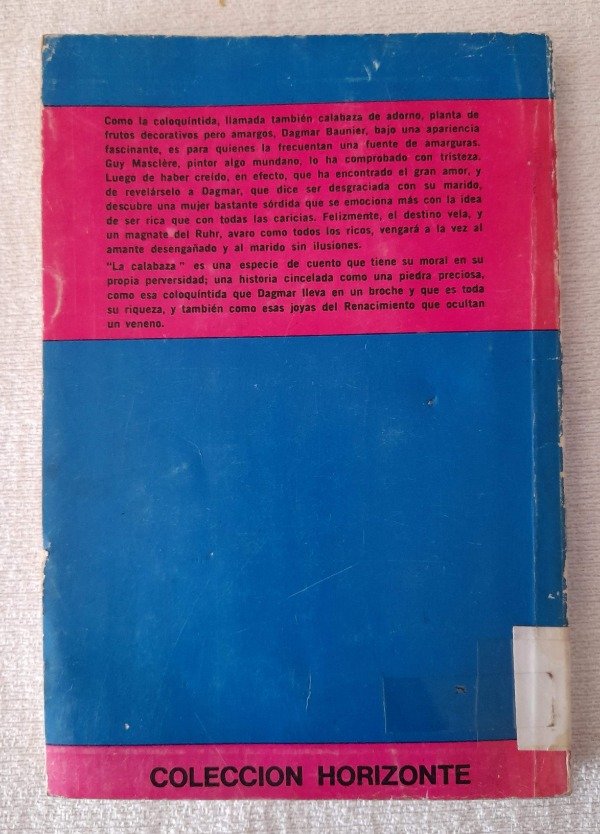 Como la coloquíntida, llamada también calabaza de adorno, planta de
frutos decorativos pero amargos, Dagmar Baunier, bajo una apariencia
fascinante, es para quienes la frecuentan una fuente de amarguras.
Guy Masclère, pintor algo mundano, lo ha comprobado con tristeza.
Luego de haber creído, en efecto, que ha encontrado el gran amor, y
de revelárselo a Dagmar, que dice ser desgraciada con su marido,
descubre una mujer bastante sórdida que se emociona más con la idea
de ser rica que con todas las caricias. Felizmente, el destino vela, y
un magnate del Ruhr, avaro como todos los ricos, vengará a la vez al
amante desengañado y al marido sin ilusiones.
"La calabaza" es una especie de cuento que tiene su moral en su
propia perversidad; una historia cincelada como una piedra preciosa,
como esa coloquíntida que Dagmar lleva en un broche y que es toda
su riqueza, y también como esas joyas del Renacimiento que ocultan
un veneno.
COLECCION HORIZONTE